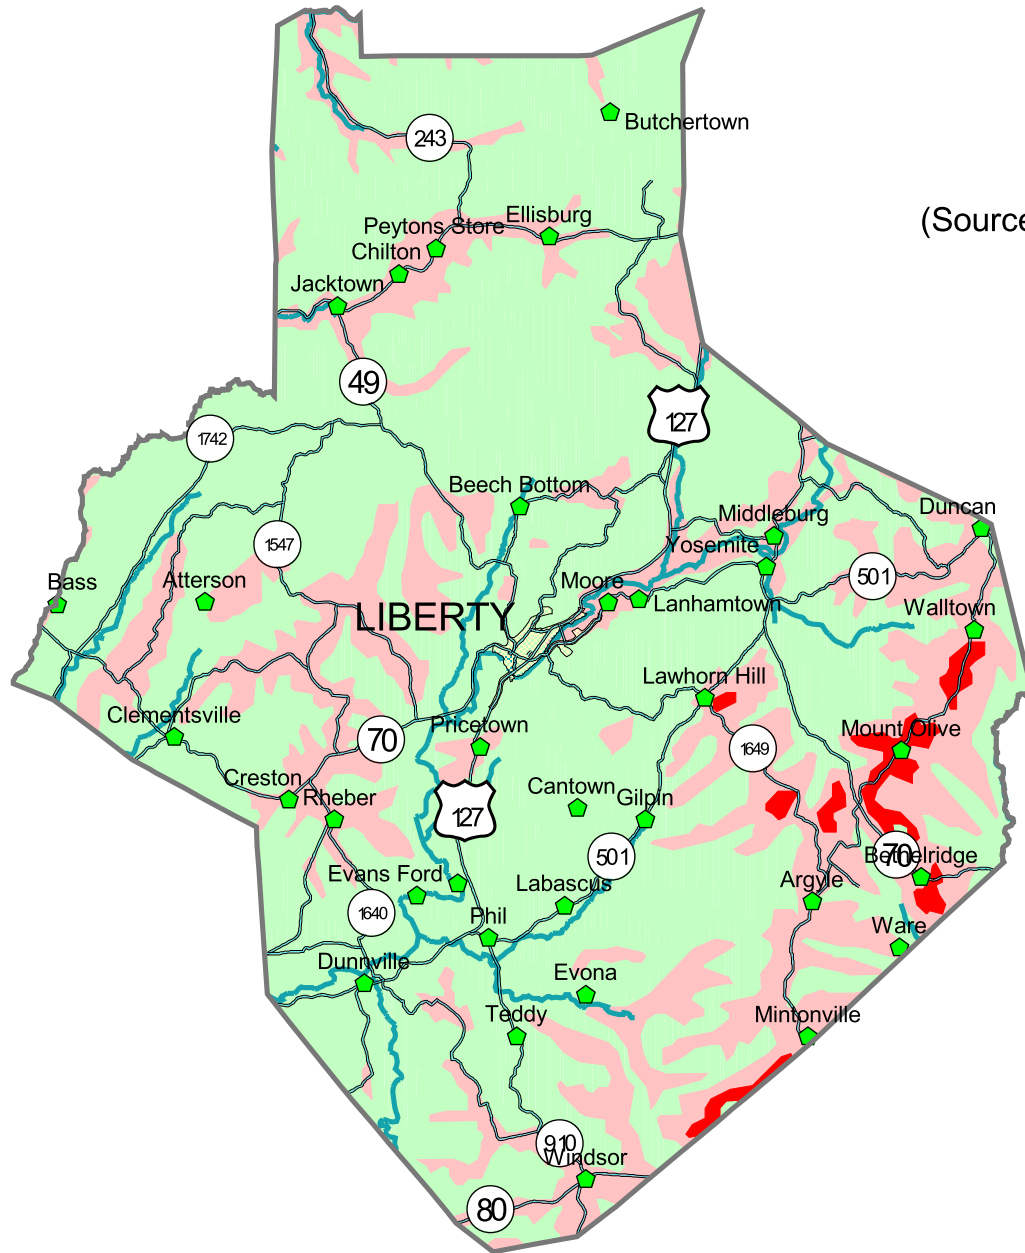 Butchertown
243
(Source
Ellisburg
Peytons Store
Chilton
Jacktown
49
127
1742
Beech Bottom
Duncan
Middleburg
1547
Yosemite
501
Bass
Atterson
Moore
Lanhamtown
Walltown
LIBERTY
Lawhorn Hill
Clementsville
Pricetown
70
1649
Mount Olive
Creston
Rheber
127
Cantown
Gilpin
501
70
Bethelridge
Evans Ford
Labascus
Argyle
1640
Phil
Ware
Dunnville
Evona
Teddy
Mintonville
910
Windsor
80